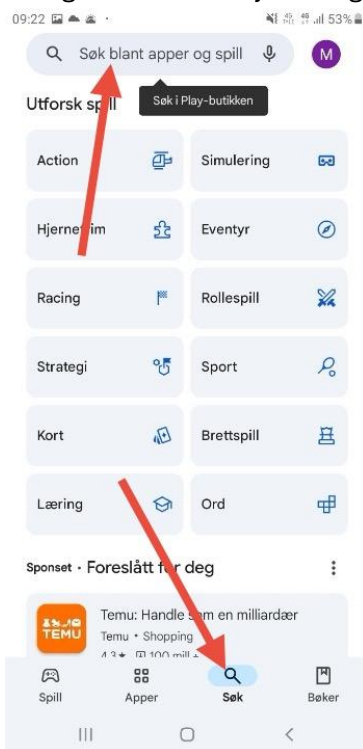 09:22
53%
Søk blant apper og spill
M
Utforsk spill
Søk i Play-butikken
Action
Simulering
Eventyr
Racing
Rollespill
Strategi
Sport
Kort
Brettspill
Læring
Ord
Sponset · Foreslått for deg
TEMU
Temu: Handle som en milliardær
Temu • Shopping
Spill
Apper
Søk
Bøker